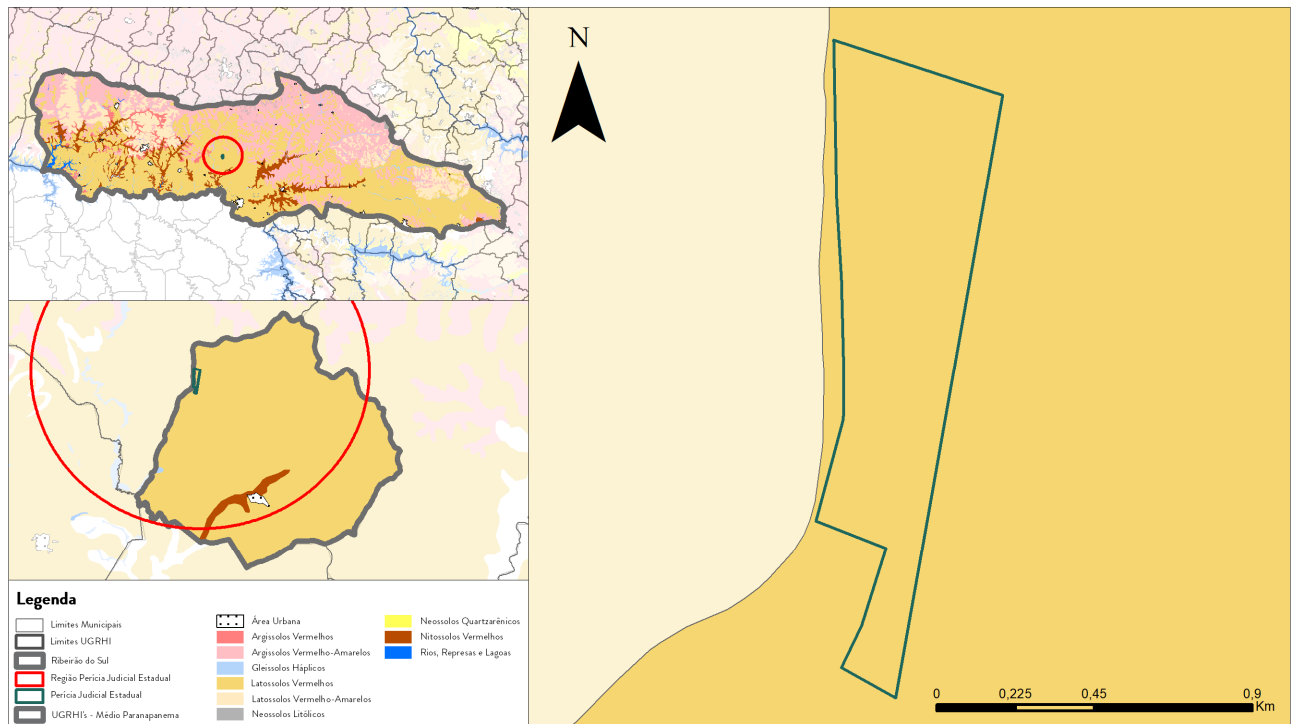 N
0
0,225
0,45
0,9
Km
Legenda
Limites Municipais
Limites UGRHI
Ribeirão do Sul
Região Perícia Judicial Estadual
Perícia Judicial Estadual
UGRHI's - Médio Paranapanema
Área Urbana
Argissolos Vermelhos
Argissolos Vermelho-Amarelos
Gleissolos Háplicos
Latossolos Vermelhos
Latossolos Vermelho-Amarelos
Neossolos Litólicos
Neossolos Quartzarênicos
Nitossolos Vermelhos
Rios, Represas e Lagoas